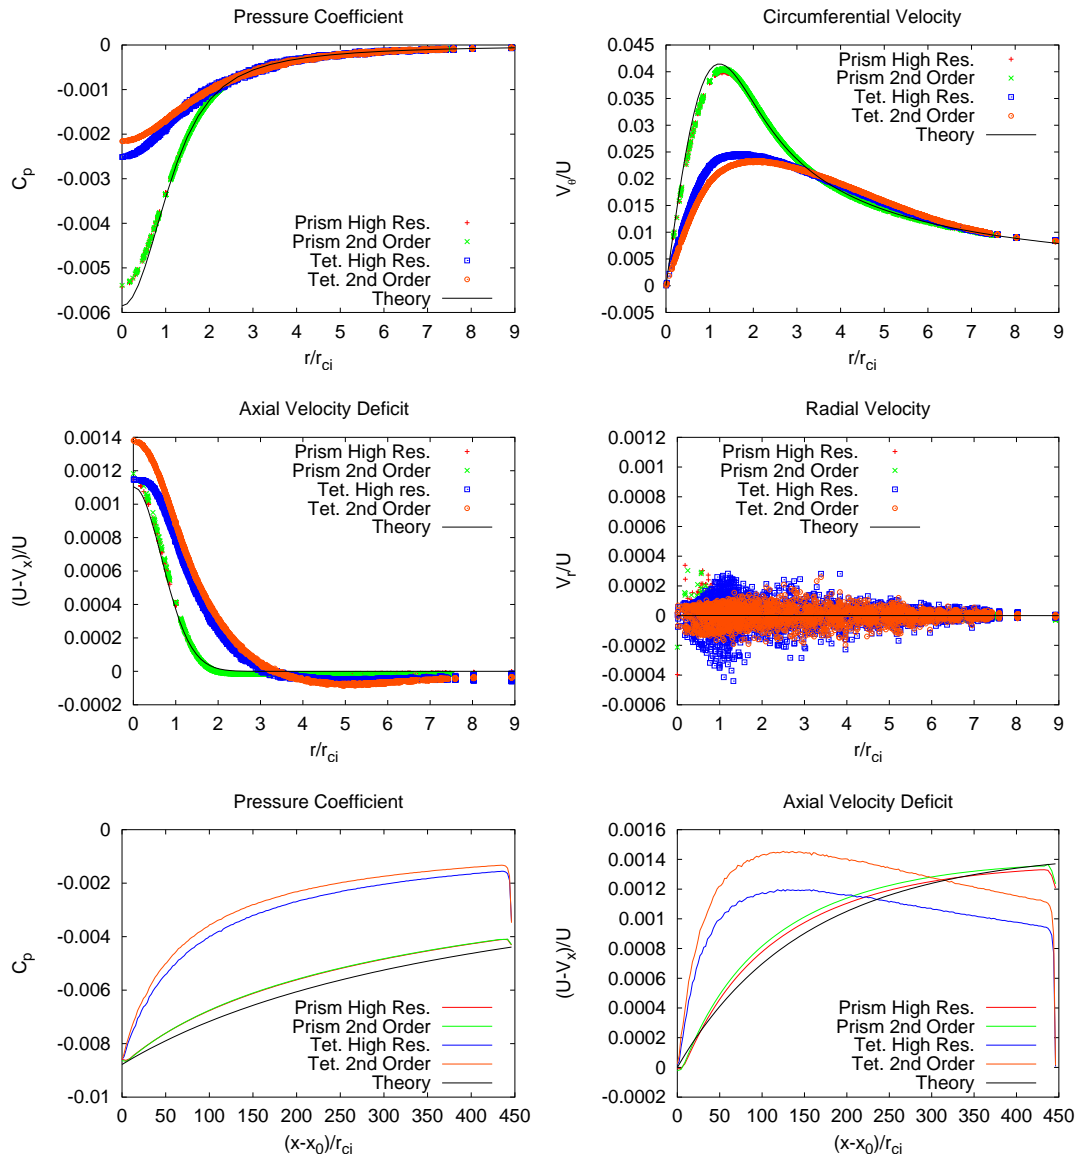 Pressure Coefficient
0
-0.001
-0.002
-0.003
-0.004
-0.005
-0.006
C_p
Prism High Res.
Prism 2nd Order
Tet. High Res.
Tet. 2nd Order
Theory
0 1 2 3 4 5 6 7 8 9
r/r_ci
Circumferential Velocity
0.045
0.04
0.035
0.03
0.025
0.02
0.015
0.01
0.005
0
-0.005
V_θ/U
Prism High Res.
Prism 2nd Order
Tet. High Res.
Tet. 2nd Order
Theory
0 1 2 3 4 5 6 7 8 9
r/r_ci
Axial Velocity Deficit
0.0014
0.0012
0.001
0.0008
0.0006
0.0004
0.0002
0
-0.0002
(U-V_x)/U
Prism High Res.
Prism 2nd Order
Tet. High res.
Tet. 2nd Order
Theory
0 1 2 3 4 5 6 7 8 9
r/r_ci
Radial Velocity
0.0012
0.001
0.0008
0.0006
0.0004
0.0002
0
-0.0002
-0.0004
-0.0006
V_r/U
Prism High Res.
Prism 2nd Order
Tet. High Res.
Tet. 2nd Order
Theory
0 1 2 3 4 5 6 7 8 9
r/r_ci
Pressure Coefficient
0
-0.002
-0.004
-0.006
-0.008
-0.01
C_p
Prism High Res.
Prism 2nd Order
Tet. High Res.
Tet. 2nd Order
Theory
0 50 100 150 200 250 300 350 400 450
(x-x_0)/r_ci
Axial Velocity Deficit
0.0016
0.0014
0.0012
0.001
0.0008
0.0006
0.0004
0.0002
0
-0.0002
(U-V_x)/U
Prism High Res.
Prism 2nd Order
Tet. High Res.
Tet. 2nd Order
Theory
0 50 100 150 200 250 300 350 400 450
(x-x_0)/r_ci